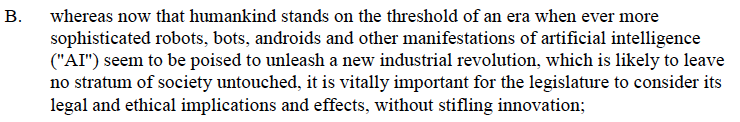 B. whereas now that humankind stands on the threshold of an era when ever more
sophisticated robots, bots, androids and other manifestations of artificial intelligence
("AI") seem to be poised to unleash a new industrial revolution, which is likely to leave
no stratum of society untouched, it is vitally important for the legislature to consider its
legal and ethical implications and effects, without stifling innovation;